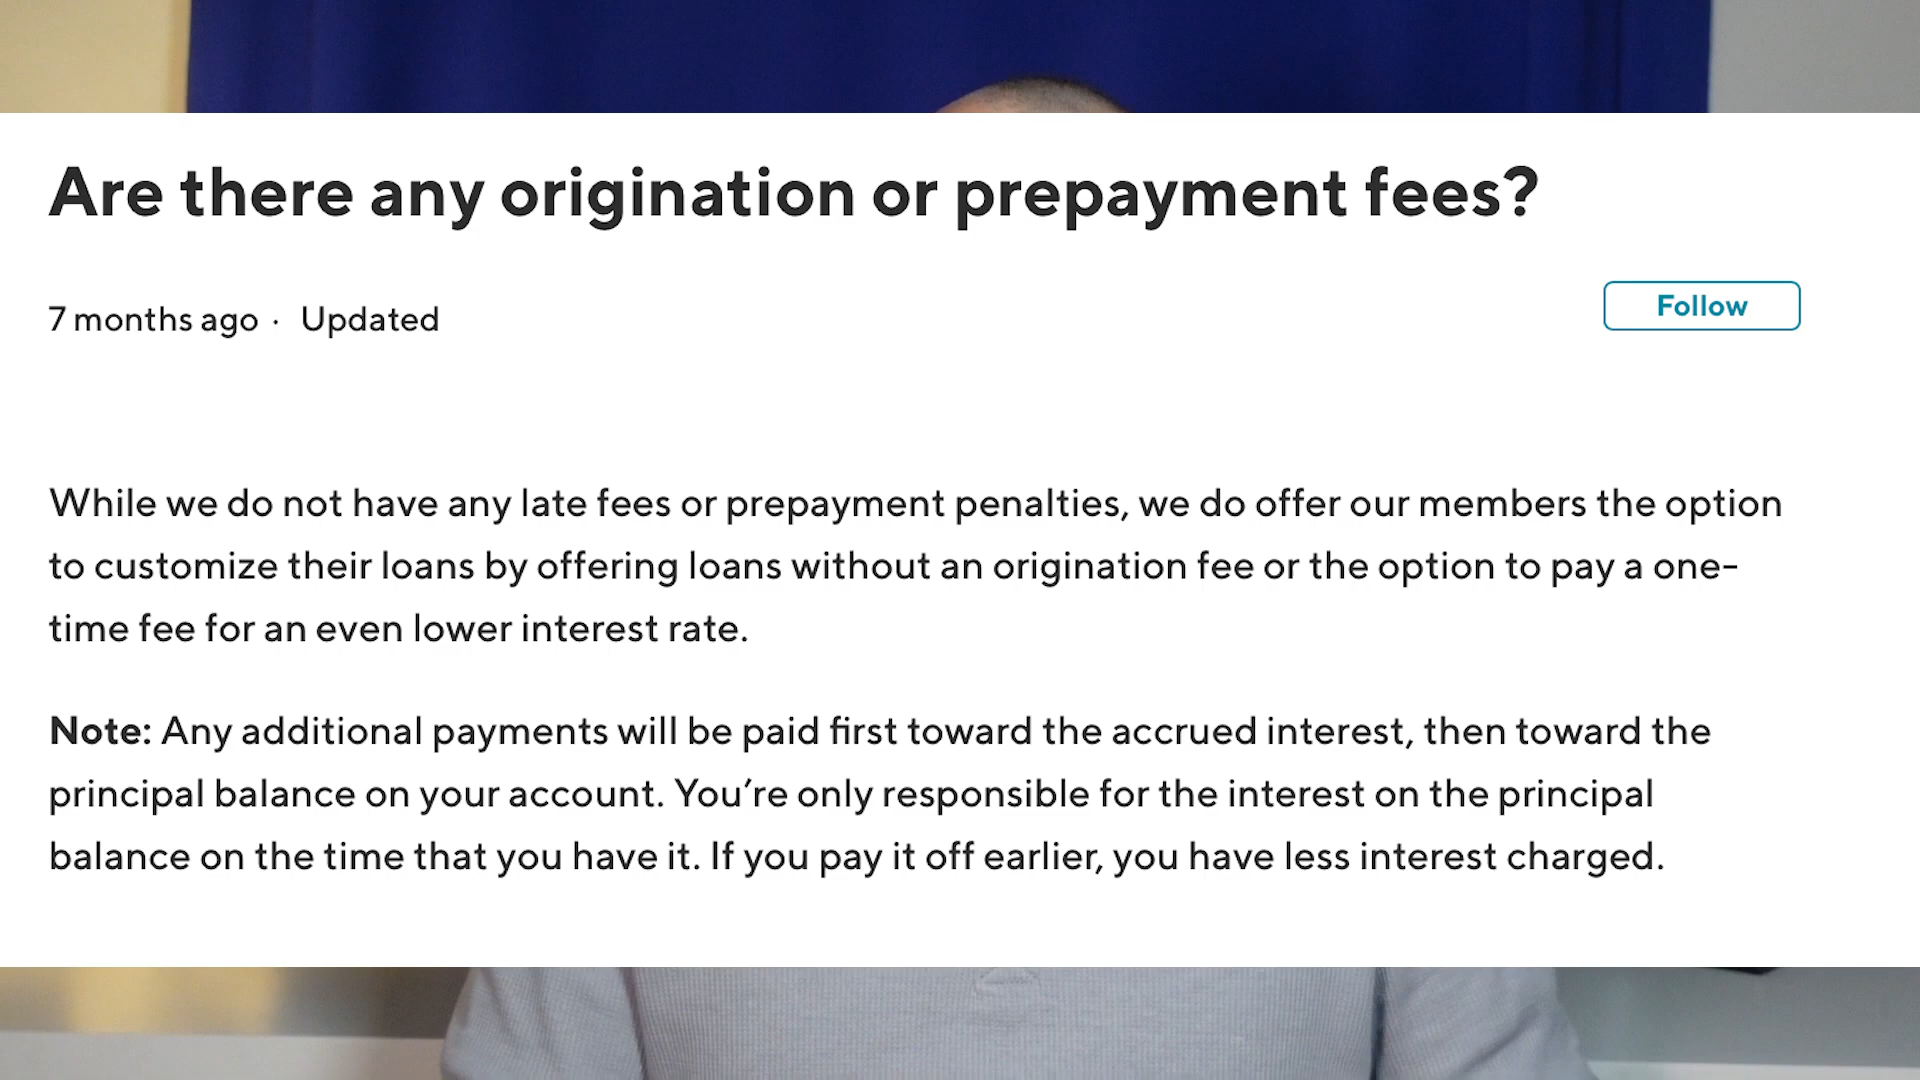 Are there any origination or prepayment fees?
7 months ago · Updated
Follow
While we do not have any late fees or prepayment penalties, we do offer our members the option
to customize their loans by offering loans without an origination fee or the option to pay a one-
time fee for an even lower interest rate.
Note: Any additional payments will be paid first toward the accrued interest, then toward the
principal balance on your account. You’re only responsible for the interest on the principal
balance on the time that you have it. If you pay it off earlier, you have less interest charged.